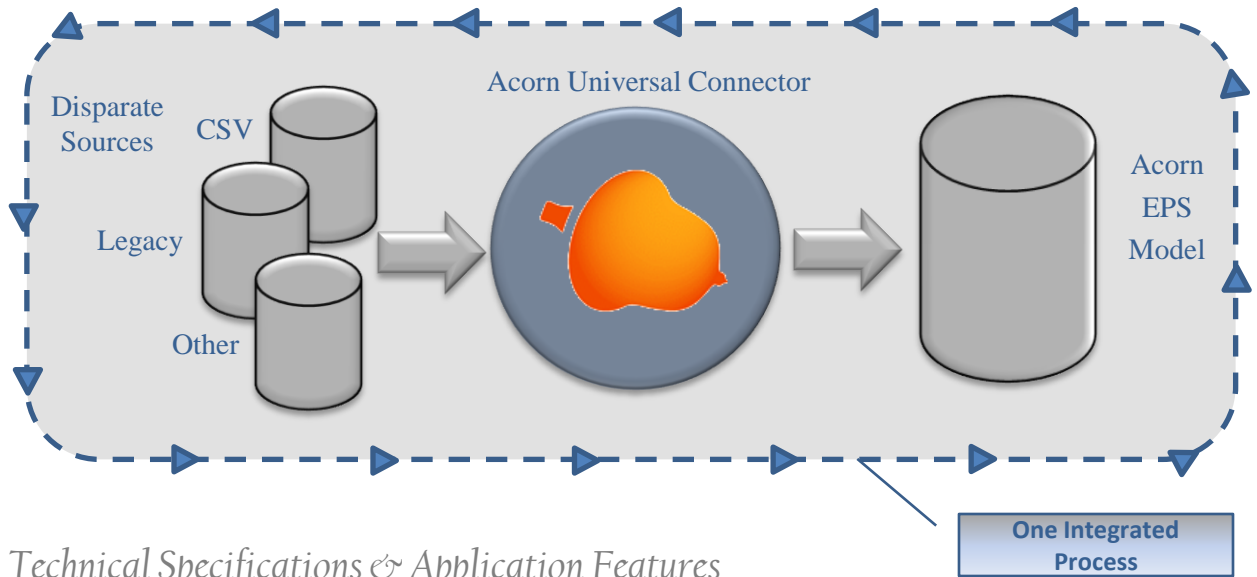 Acorn Universal Connector
Disparate
Sources
CSV
Legacy
Other
Acorn
EPS
Model
One Integrated
Process
Technical Specifications & Application Features